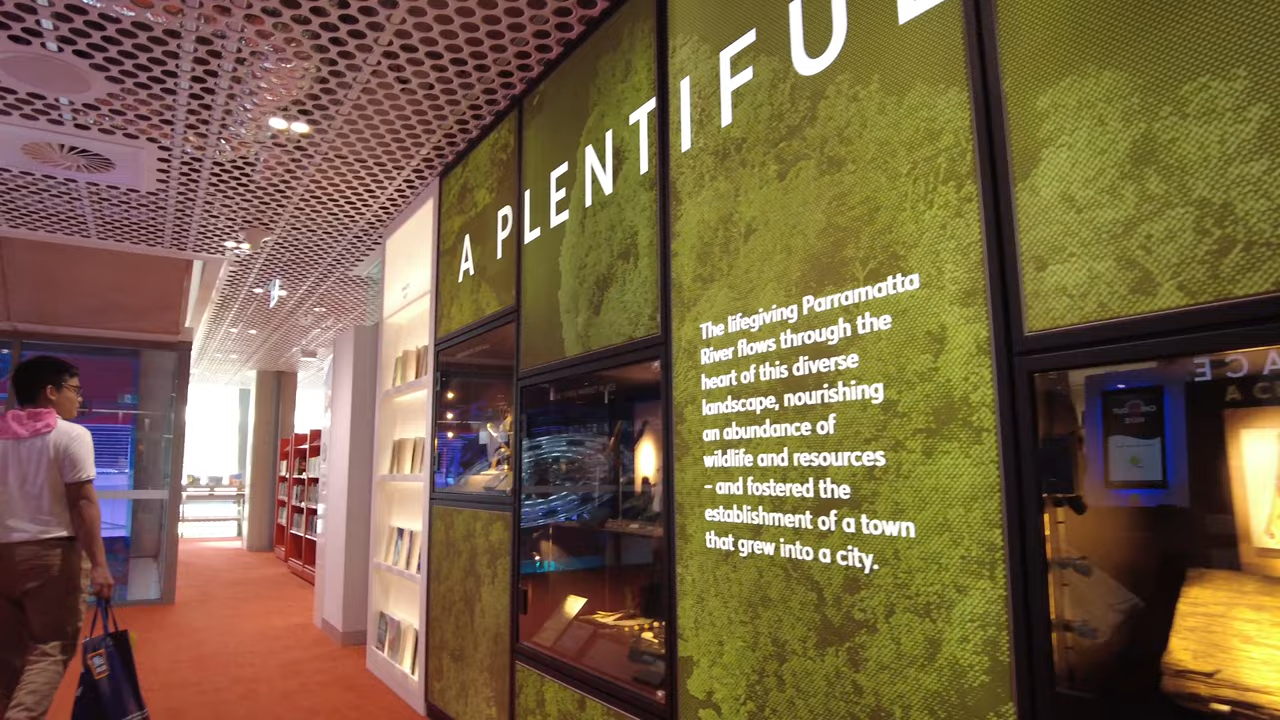 A PLENTIFUL
The lifegiving Parramatta
River flows through the
heart of this diverse
landscape, nourishing
an abundance of
wildlife and resources
– and fostered the
establishment of a town
that grew into a city.